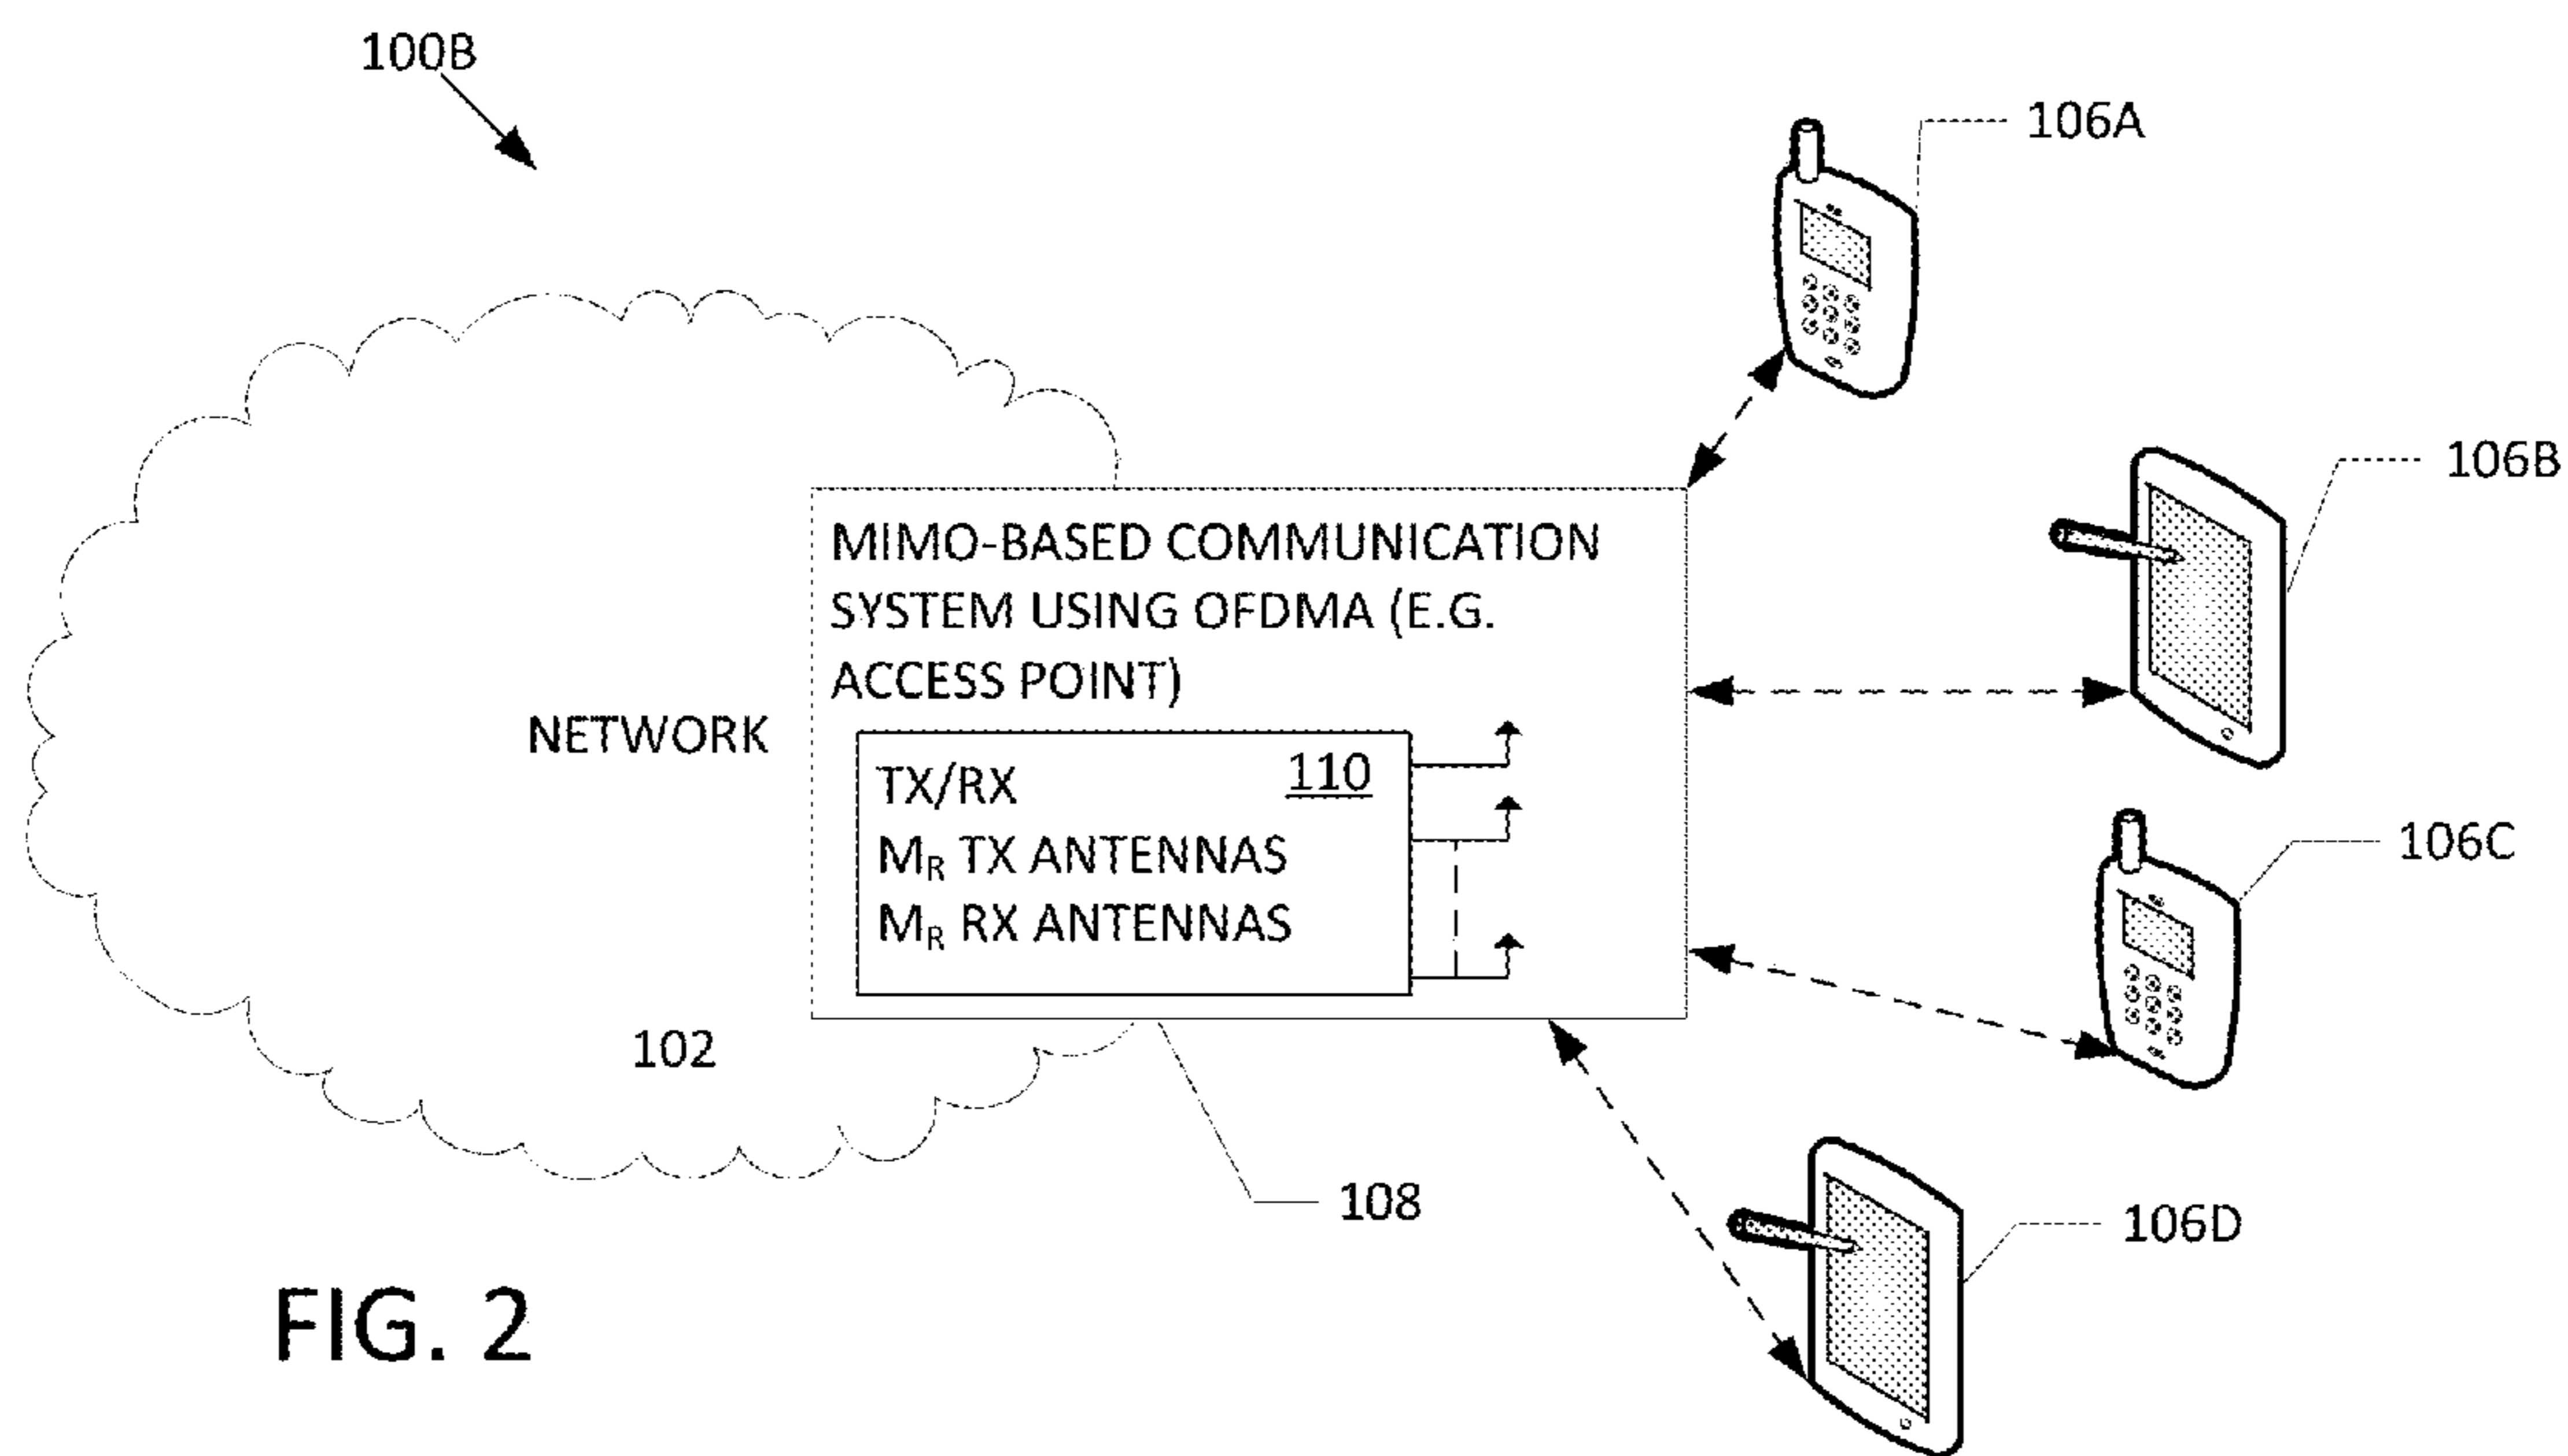 100B
106A
106B
MIMO-BASED COMMUNICATION
SYSTEM USING OFDMA (E.G.
ACCESS POINT)
NETWORK
TX/RX 110
MR TX ANTENNAS
MR RX ANTENNAS
106C
102
108
106D
FIG. 2